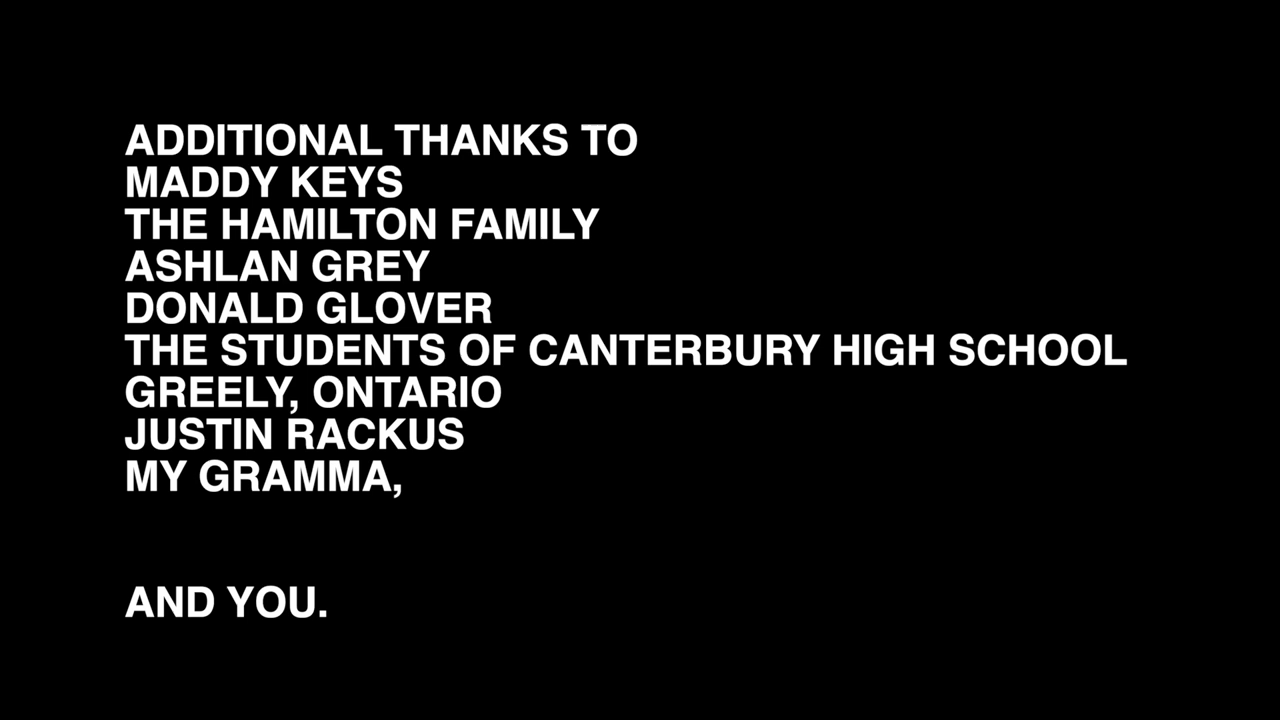 ADDITIONAL THANKS TO
MADDY KEYS
THE HAMILTON FAMILY
ASHLAN GREY
DONALD GLOVER
THE STUDENTS OF CANTERBURY HIGH SCHOOL
GREELY, ONTARIO
JUSTIN RACKUS
MY GRAMMA,
AND YOU.